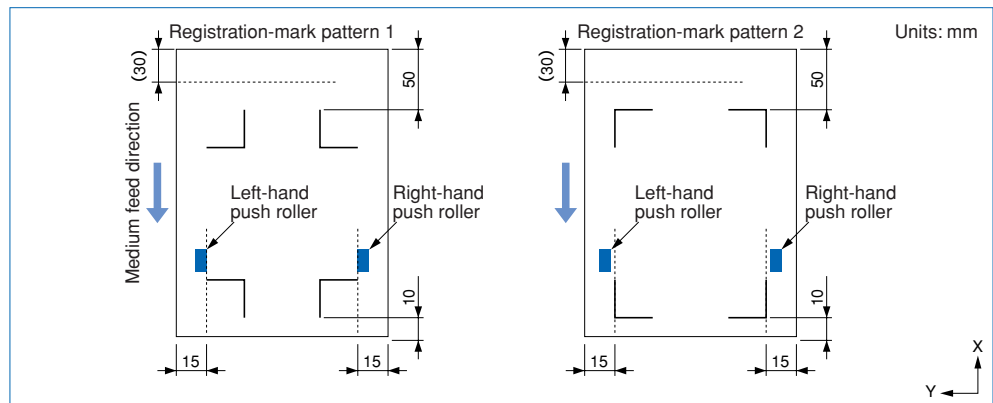 Registration-mark pattern 1
(30)
50
Medium feed direction
Left-hand
push roller
Right-hand
push roller
10
15
15
Registration-mark pattern 2
Units: mm
(30)
50
Left-hand
push roller
Right-hand
push roller
10
15
15
X
Y